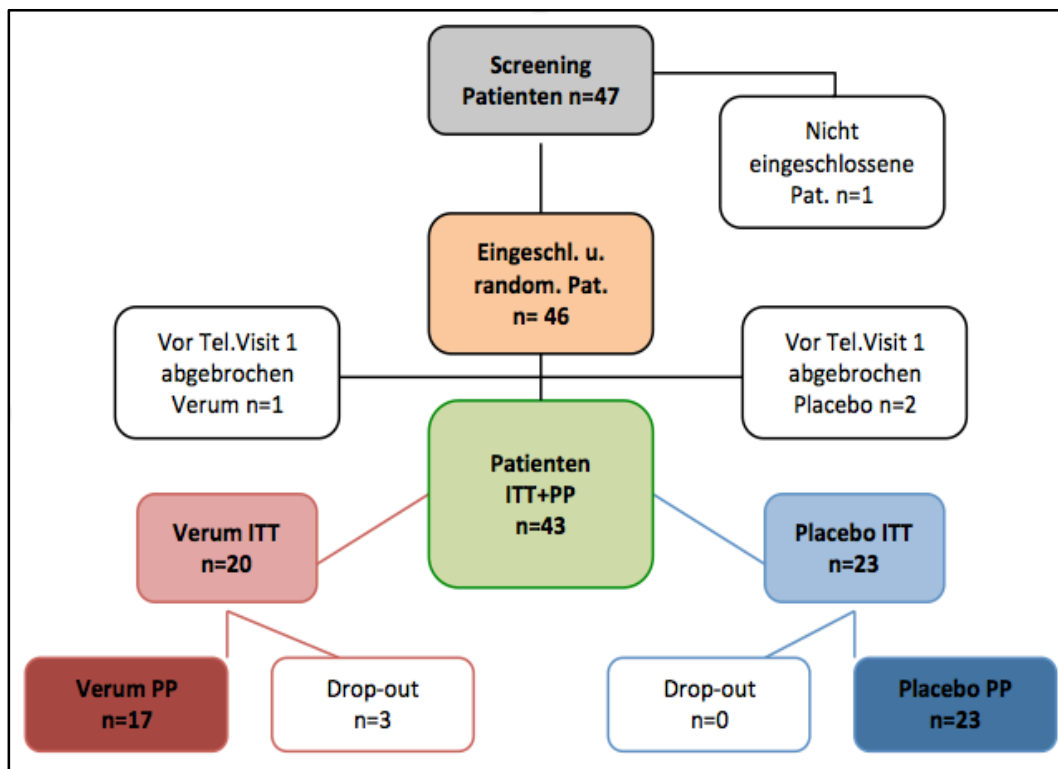 Screening
Patienten n=47
Nicht
eingeschlossene
Pat. n=1
Eingeschl. u.
random. Pat.
n= 46
Vor Tel.Visit 1
abgebrochen
Verum n=1
Vor Tel.Visit 1
abgebrochen
Placebo n=2
Patienten
ITT+PP
n=43
Verum ITT
n=20
Placebo ITT
n=23
Verum PP
n=17
Drop-out
n=3
Drop-out
n=0
Placebo PP
n=23